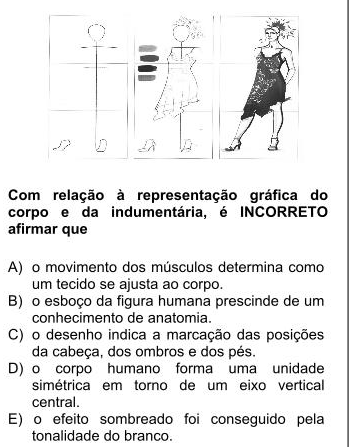 Com relação à representação gráfica do
corpo e da indumentária, é INCORRETO
afirmar que
A) o movimento dos músculos determina como
um tecido se ajusta ao corpo.
B) o esboço da figura humana prescinde de um
conhecimento de anatomia.
C) o desenho indica a marcação das posições
da cabeça, dos ombros e dos pés.
D) o corpo humano forma uma unidade
simétrica em torno de um eixo vertical
central.
E) o efeito sombreado foi conseguido pela
tonalidade do branco.